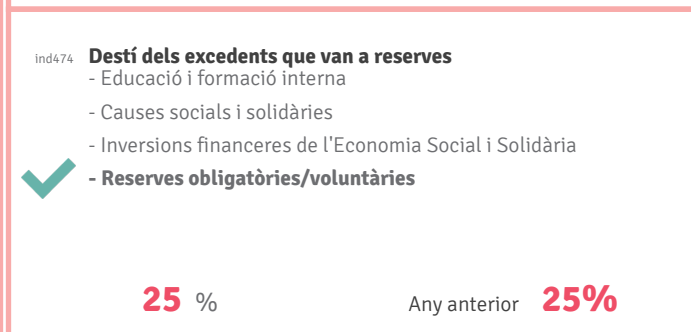 ind474 Destí dels excedents que van a reserves
- Educació i formació interna
- Causes socials i solidàries
- Inversions financeres de l'Economia Social i Solidària
- Reserves obligatòries/voluntàries
25 % Any anterior 25%